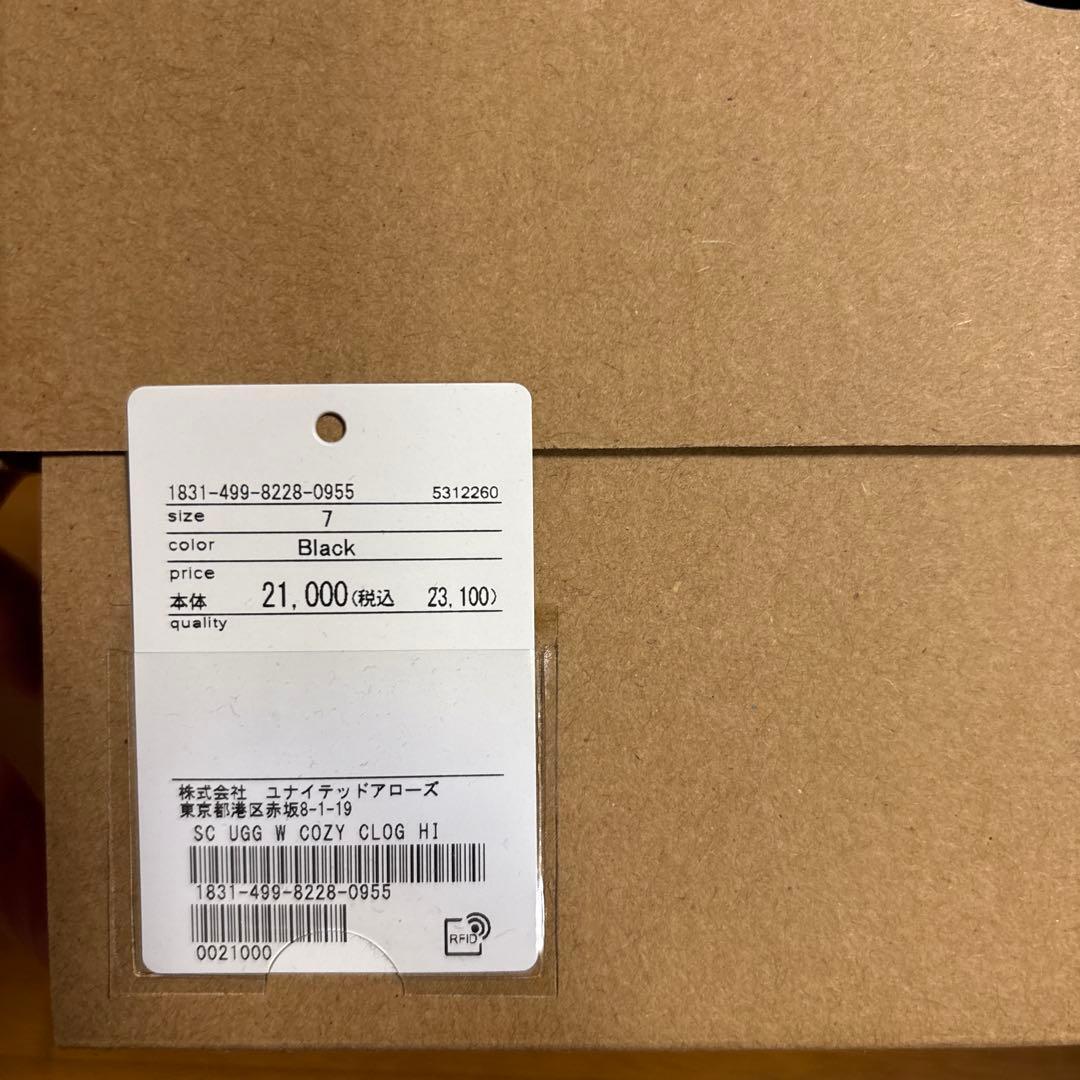 1831-499-8228-0955 5312260
size 7
color Black
price
本体 21,000(税込 23,100)
quality
株式会社 ユナイテッドアローズ
東京都港区赤坂8-1-19
SC UGG W COZY CLOG HI
1831-499-8228-0955
0021000
RFID